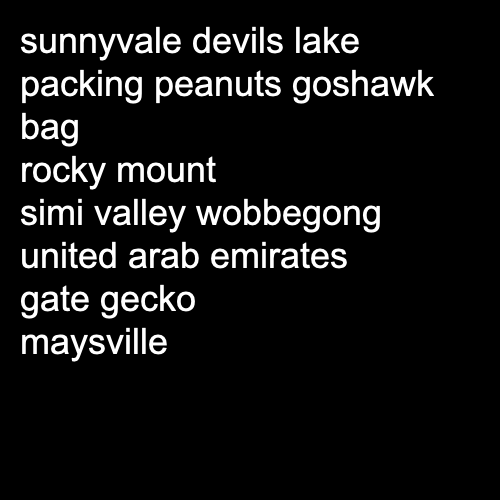 sunnyvale devils lake
packing peanuts goshawk
bag
rocky mount
simi valley wobbegong
united arab emirates
gate gecko
maysville